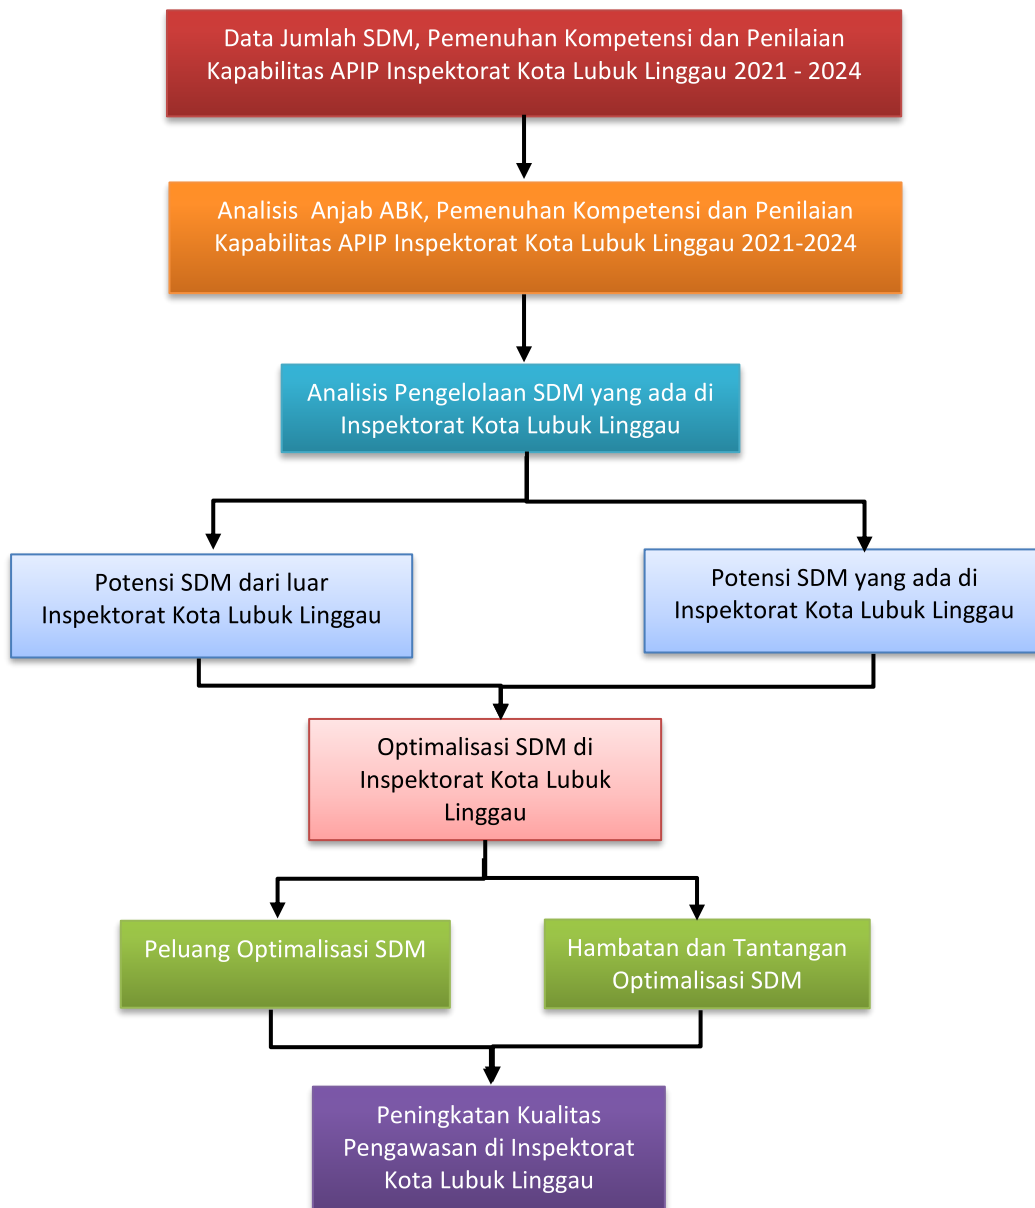 Data Jumlah SDM, Pemenuhan Kompetensi dan Penilaian
Kapabilitas APIP Inspektorat Kota Lubuk Linggau 2021 - 2024
Analisis  Anjab ABK, Pemenuhan Kompetensi dan Penilaian
Kapabilitas APIP Inspektorat Kota Lubuk Linggau 2021-2024
Analisis Pengelolaan SDM yang ada di
Inspektorat Kota Lubuk Linggau
Potensi SDM dari luar
Inspektorat Kota Lubuk Linggau
Potensi SDM yang ada di
Inspektorat Kota Lubuk Linggau
Optimalisasi SDM di
Inspektorat Kota Lubuk
Linggau
Peluang Optimalisasi SDM
Hambatan dan Tantangan
Optimalisasi SDM
Peningkatan Kualitas
Pengawasan di Inspektorat
Kota Lubuk Linggau